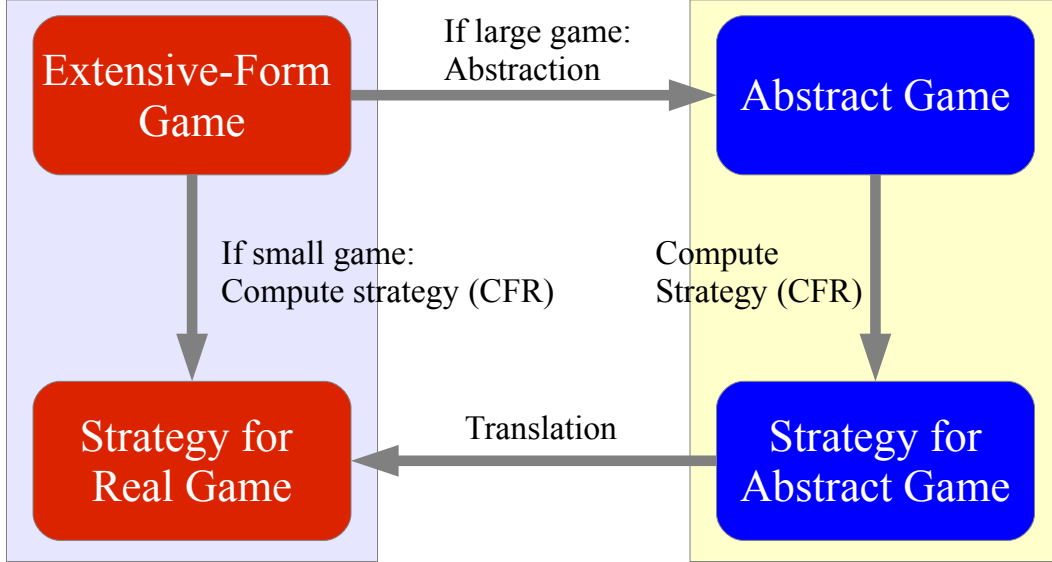 Extensive-Form
Game
If large game:
Abstraction
Abstract Game
If small game:
Compute strategy (CFR)
Compute
Strategy (CFR)
Strategy for
Real Game
Translation
Strategy for
Abstract Game